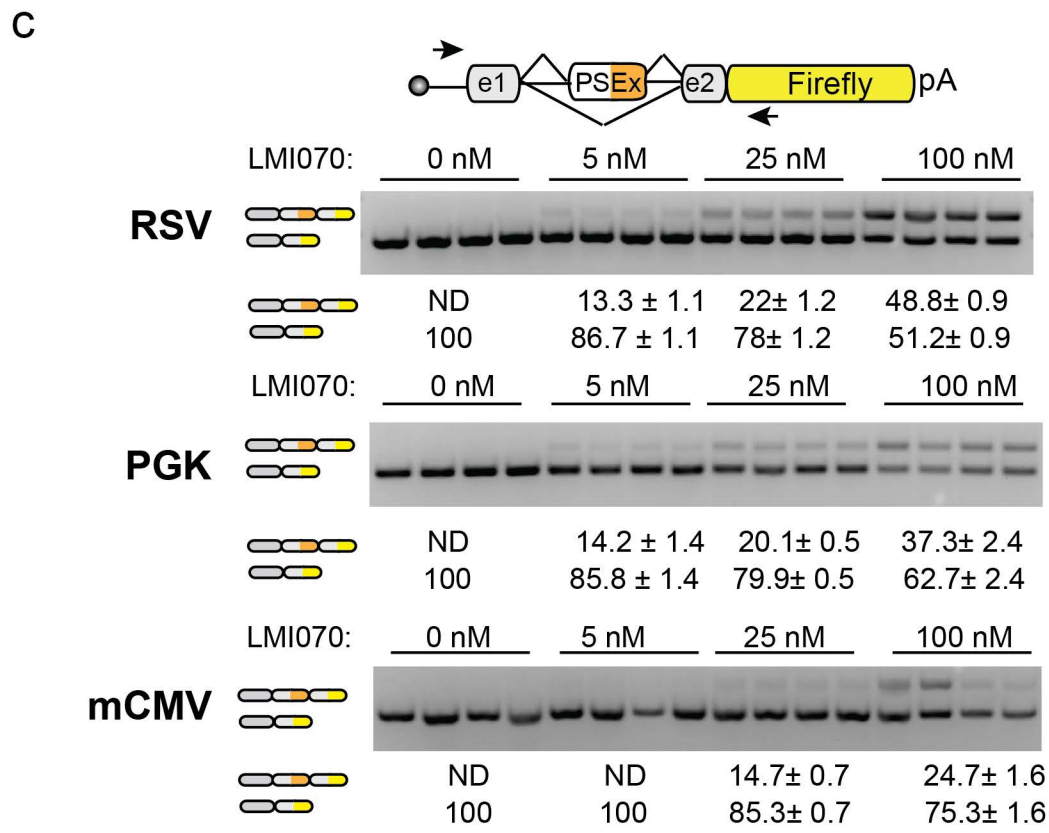 C
e1 PSEx e2 Firefly pA
LMI070: 0 nM 5 nM 25 nM 100 nM
RSV
ND 13.3 ± 1.1 22± 1.2 48.8± 0.9
100 86.7 ± 1.1 78± 1.2 51.2± 0.9
LMI070: 0 nM 5 nM 25 nM 100 nM
PGK
ND 14.2 ± 1.4 20.1± 0.5 37.3± 2.4
100 85.8 ± 1.4 79.9± 0.5 62.7± 2.4
LMI070: 0 nM 5 nM 25 nM 100 nM
mCMV
ND ND 14.7± 0.7 24.7± 1.6
100 100 85.3± 0.7 75.3± 1.6